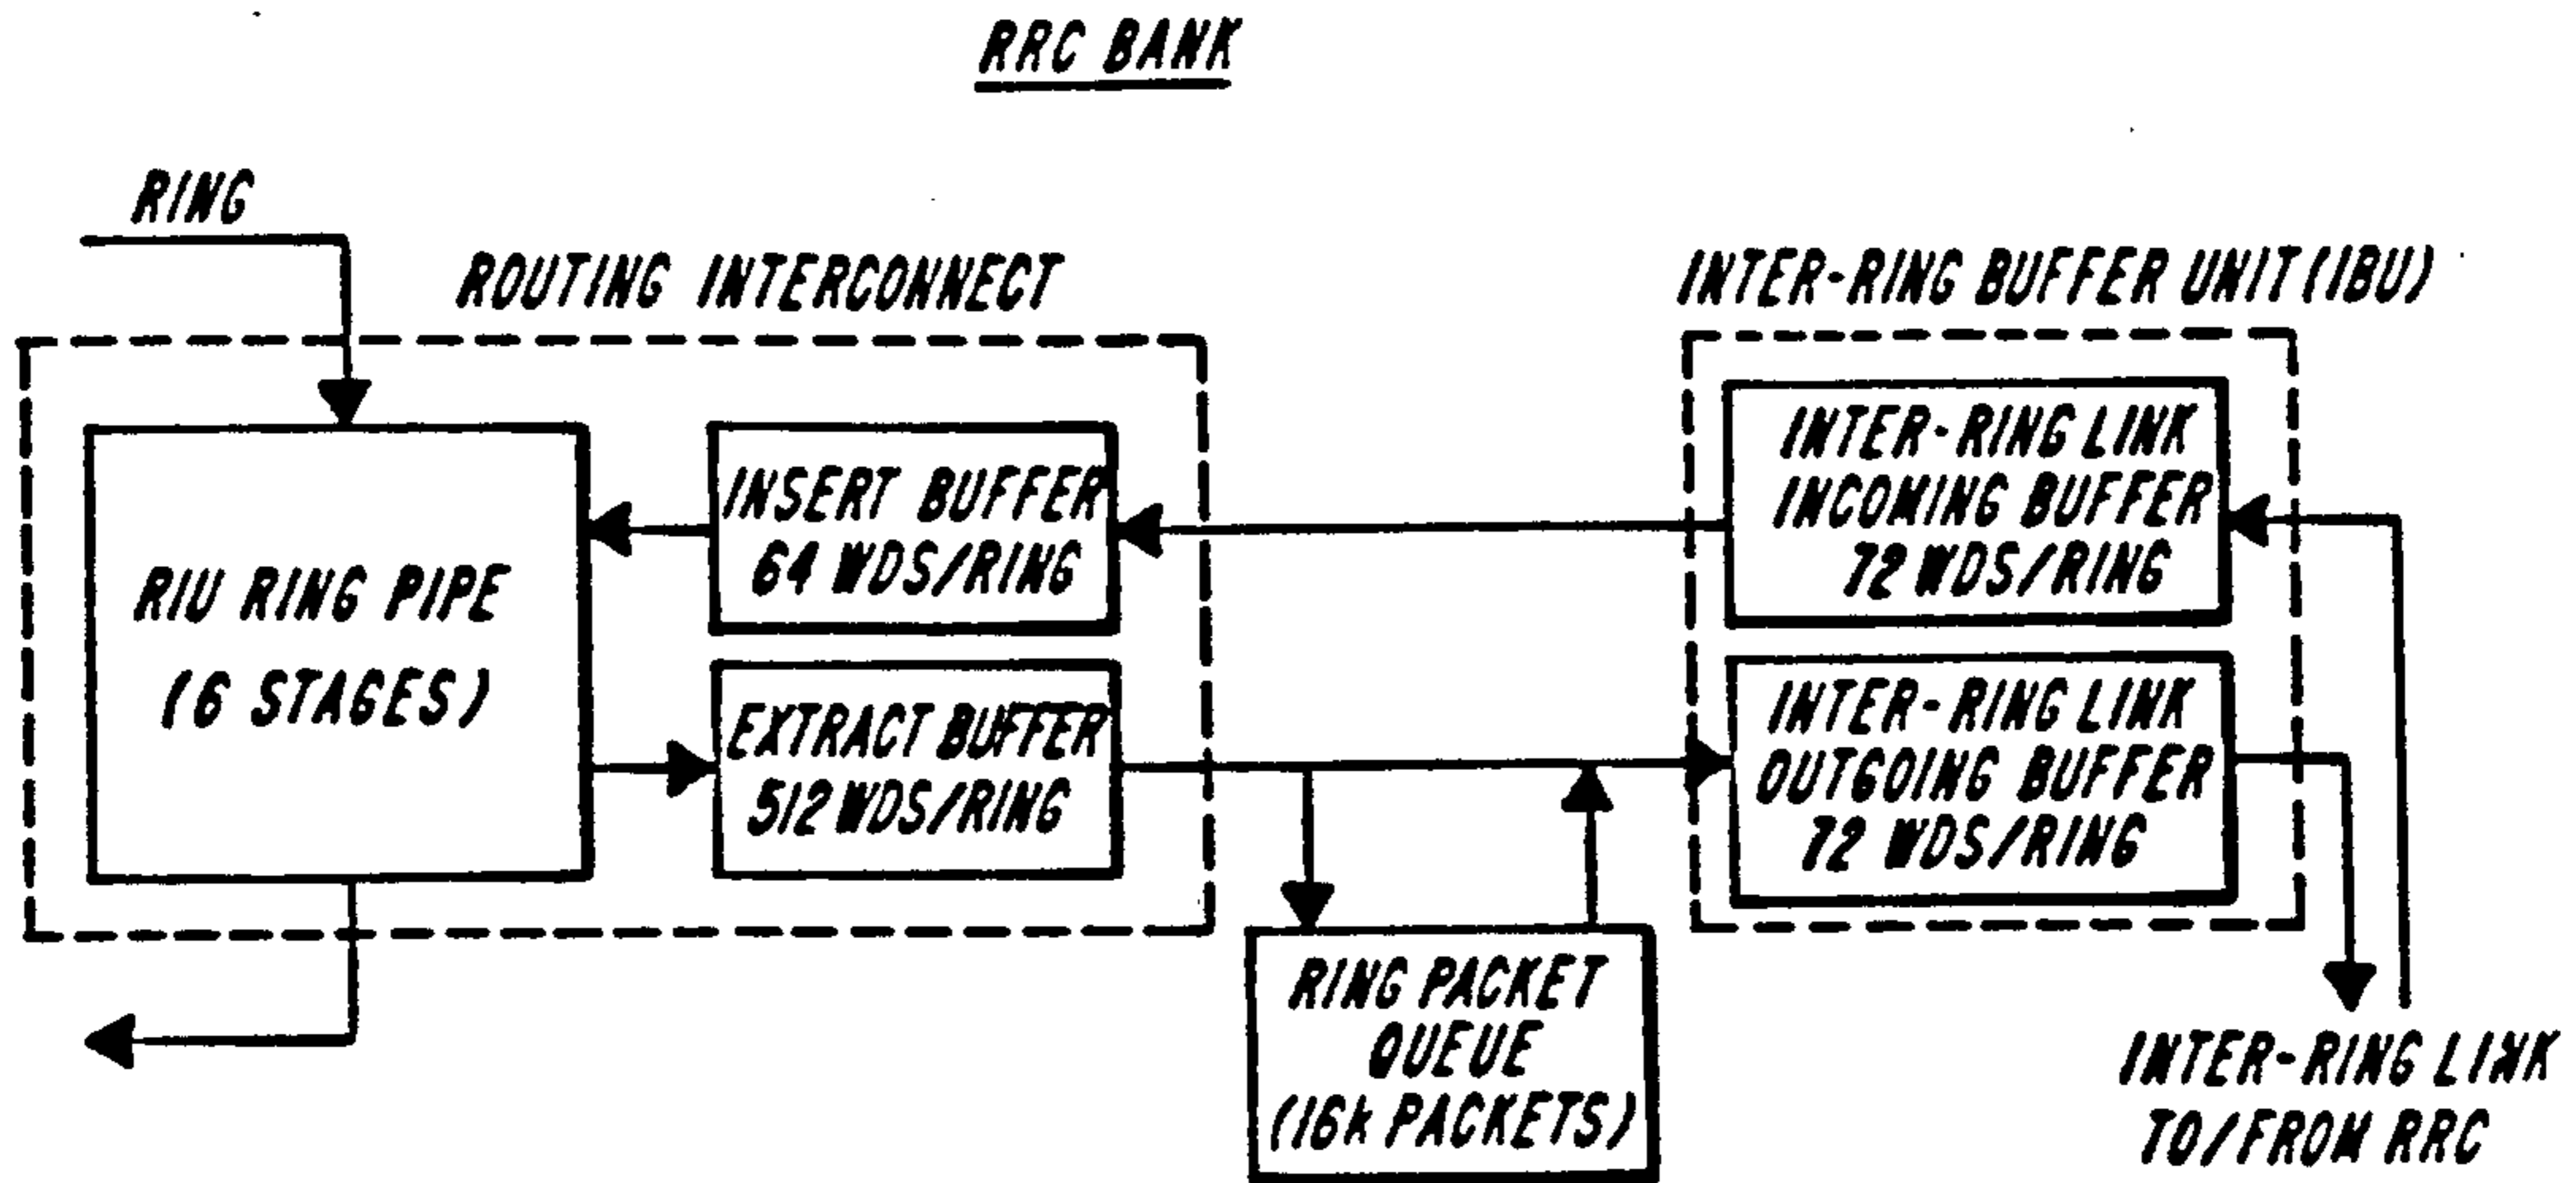 RRC BANK
RING
ROUTING INTERCONNECT
INTER-RING BUFFER UNIT (IBU)
RIU RING PIPE
(6 STAGES)
INSERT BUFFER
64 WDS/RING
EXTRACT BUFFER
512 WDS/RING
INTER-RING LINK
INCOMING BUFFER
72 WDS/RING
INTER-RING LINK
OUTGOING BUFFER
72 WDS/RING
RING PACKET
QUEUE
(16k PACKETS)
INTER-RING LINK
TO/FROM RRC